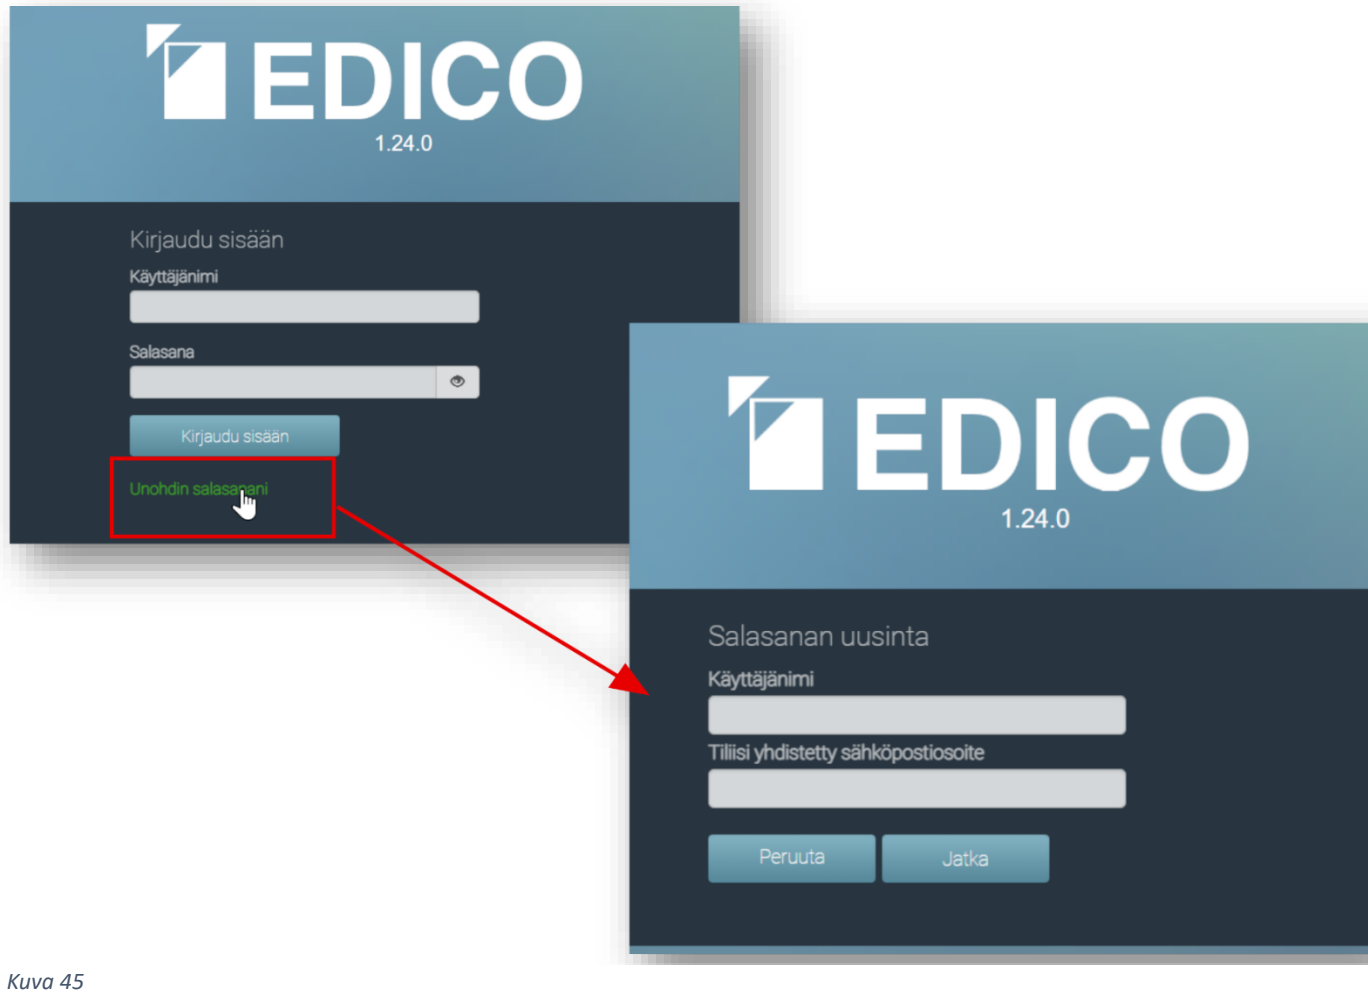 EDICO
1.24.0
Kirjaudu sisään
Käyttäjänimi
Salasana
Kirjaudu sisään
Unohdin salasanani
EDICO
1.24.0
Salasanan uusinta
Käyttäjänimi
Tiliisi yhdistetty sähköpostiosoite
Peruuta Jatka
Kuva 45